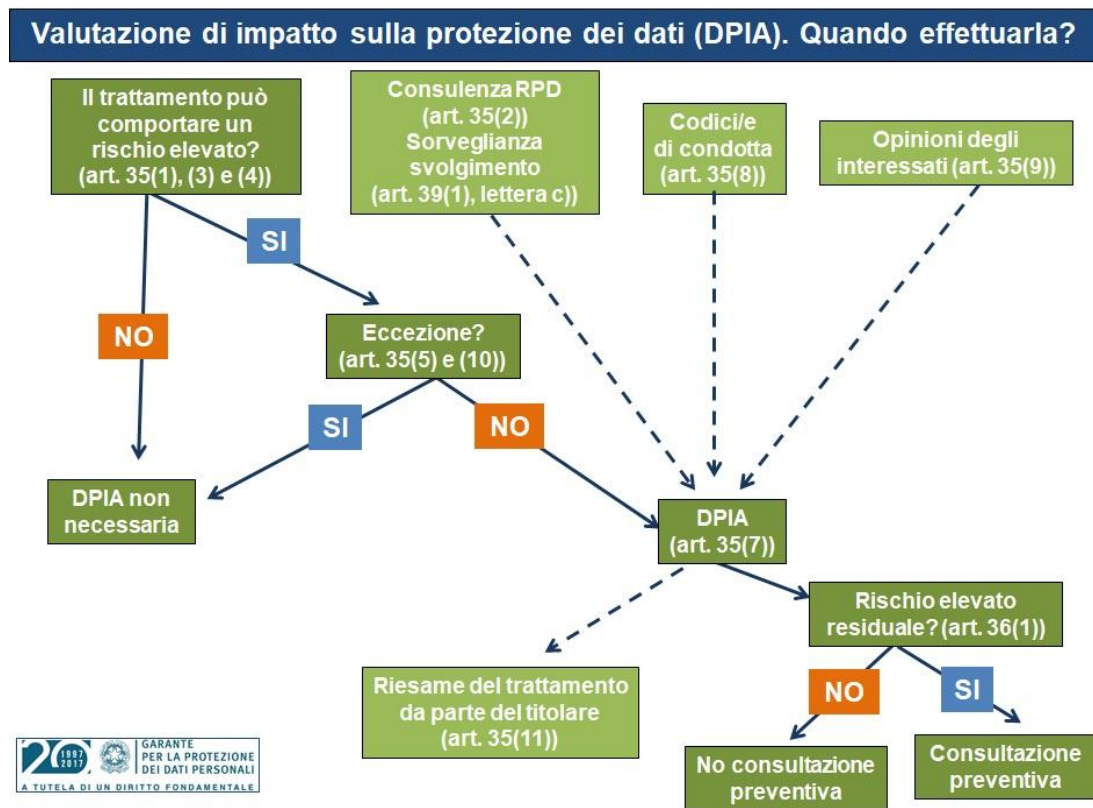 Valutazione di impatto sulla protezione dei dati (DPIA). Quando effettuarla?
Il trattamento può
comportare un
rischio elevato?
(art. 35(1), (3) e (4))
Consulenza RPD
(art. 35(2))
Sorveglianza
svolgimento
(art. 39(1), lettera c))
Codici/e
di condotta
(art. 35(8))
Opinioni degli
interessati (art. 35(9))
SI
NO
Eccezione?
(art. 35(5) e (10))
SI
NO
DPIA non
necessaria
DPIA
(art. 35(7))
Rischio elevato
residuale? (art. 36(1))
Riesame del trattamento
da parte del titolare
(art. 35(11))
NO
SI
No consultazione
preventiva
Consultazione
preventiva
20 1997
2017
GARANTE
PER LA PROTEZIONE
DEI DATI PERSONALI
A TUTELA DI UN DIRITTO FONDAMENTALE